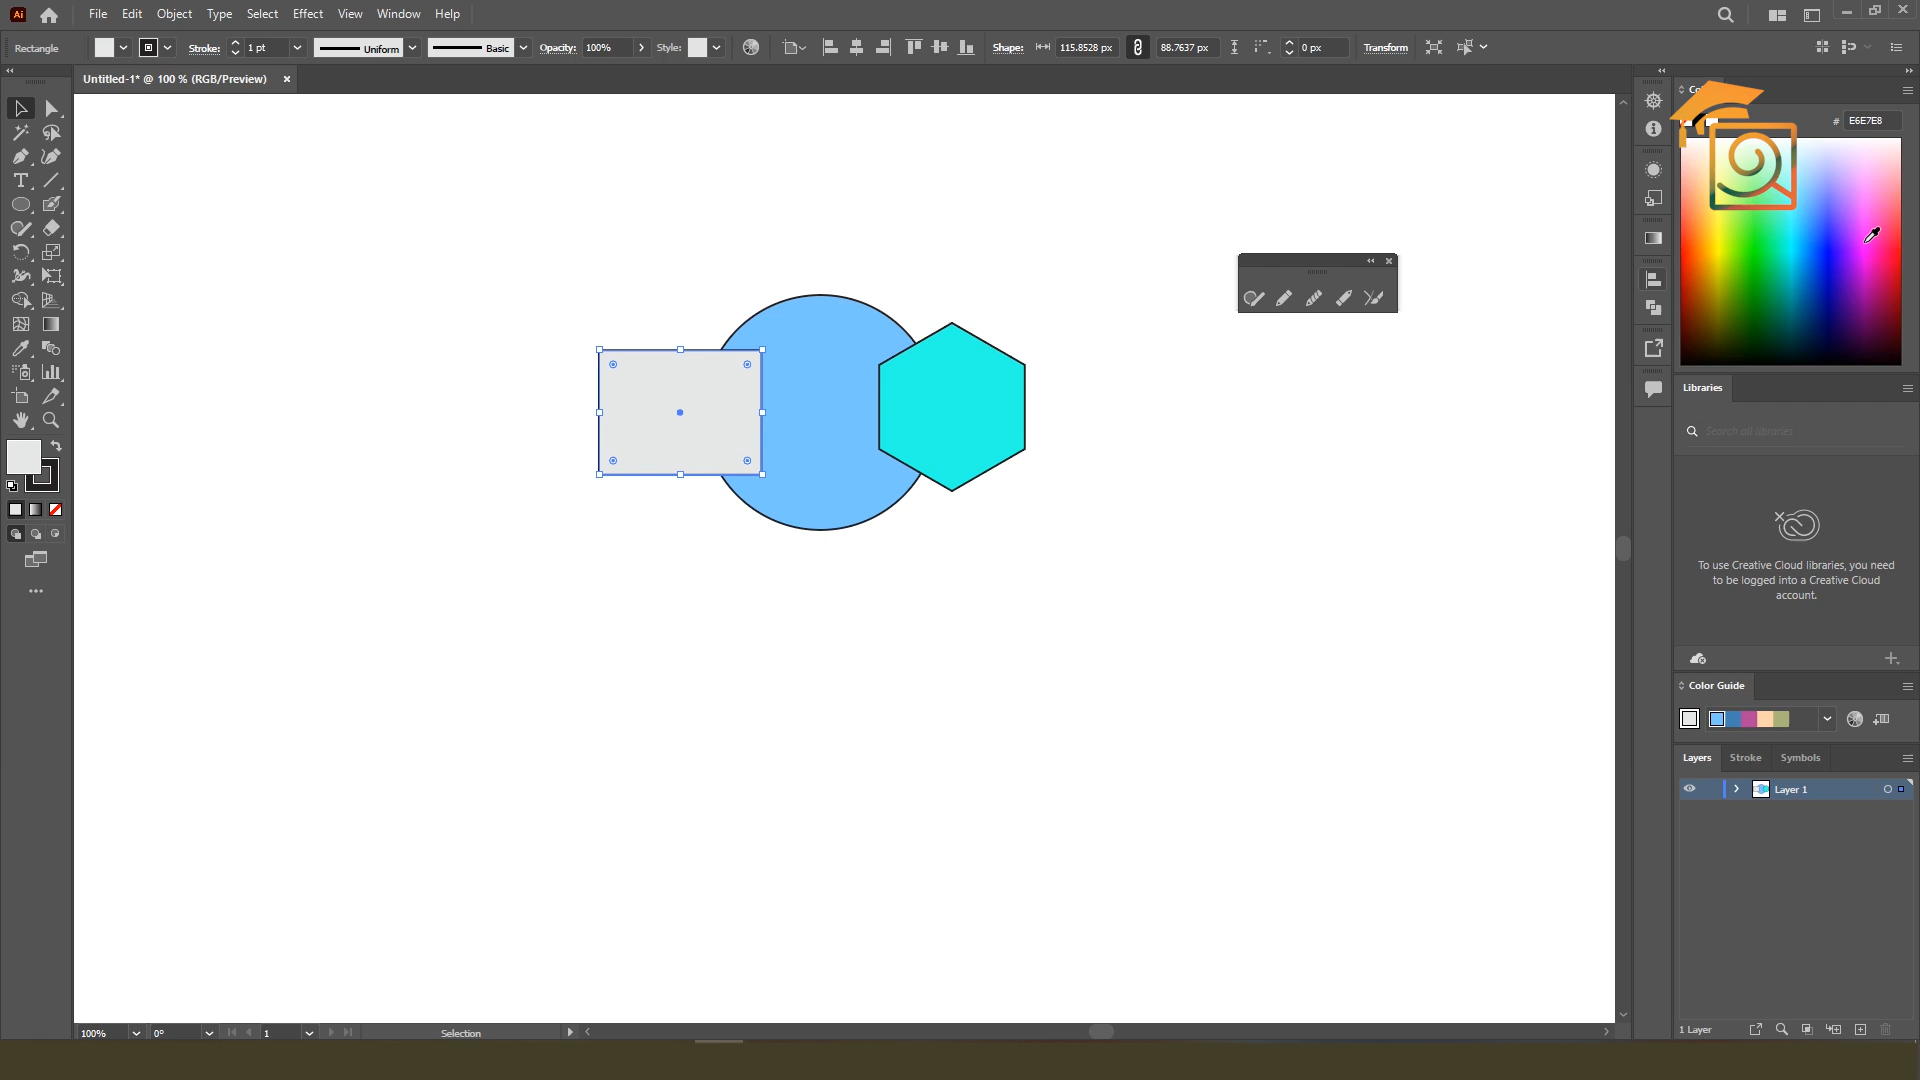 Ai File Edit Object Type Select Effect View Window Help
Rectangle Stroke: 1 pt Uniform Basic Opacity: 100% Style: Shape: 115.8528 px 88.7637 px 0 px Transform
Untitled-1* @ 100 % (RGB/Preview)
# E6E7E8
Libraries
Search all libraries
To use Creative Cloud libraries, you need
to be logged into a Creative Cloud
account.
Color Guide
Layers Stroke Symbols
Layer 1
1 Layer
100% 0° 1 Selection